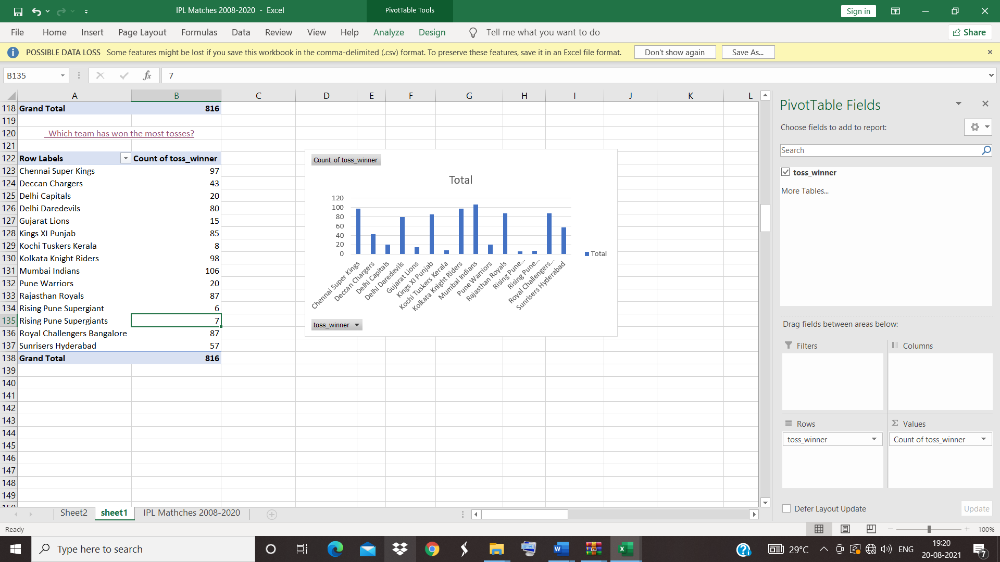 IPL Matches 2008-2020 - Excel
PivotTable Tools
Sign in
File Home Insert Page Layout Formulas Data Review View Help Analyze Design Tell me what you want to do Share
POSSIBLE DATA LOSS Some features might be lost if you save this workbook in the comma-delimited (.csv) format. To preserve these features, save it in an Excel file format. Don't show again Save As...
B135 fx 7
A B C D E F G H I J K L
118 Grand Total 816
119
120 Which team has won the most tosses?
121
122 Row Labels Count of toss_winner
123 Chennai Super Kings 97
124 Deccan Chargers 43
125 Delhi Capitals 20
126 Delhi Daredevils 80
127 Gujarat Lions 15
128 Kings XI Punjab 85
129 Kochi Tuskers Kerala 8
130 Kolkata Knight Riders 98
131 Mumbai Indians 106
132 Pune Warriors 20
133 Rajasthan Royals 87
134 Rising Pune Supergiant 6
135 Rising Pune Supergiants 7
136 Royal Challengers Bangalore 87
137 Sunrisers Hyderabad 57
138 Grand Total 816
139
140
141
142
143
144
145
146
147
148
149
Count of toss_winner
Total
120
100
80
60
40
20
0
Chennai Super Kings
Deccan Chargers
Delhi Capitals
Delhi Daredevils
Gujarat Lions
Kings XI Punjab
Kochi Tuskers Kerala
Kolkata Knight Riders
Mumbai Indians
Pune Warriors
Rajasthan Royals
Rising Pune...
Rising Pune...
Royal Challengers...
Sunrisers Hyderabad
Total
toss_winner
PivotTable Fields
Choose fields to add to report:
Search
toss_winner
More Tables...
Drag fields between areas below:
Filters Columns
Rows Σ Values
toss_winner Count of toss_winner
Defer Layout Update Update
Sheet2 sheet1 IPL Mathches 2008-2020
Ready 100%
Type here to search
29°C ENG
19:20
20-08-2021
7